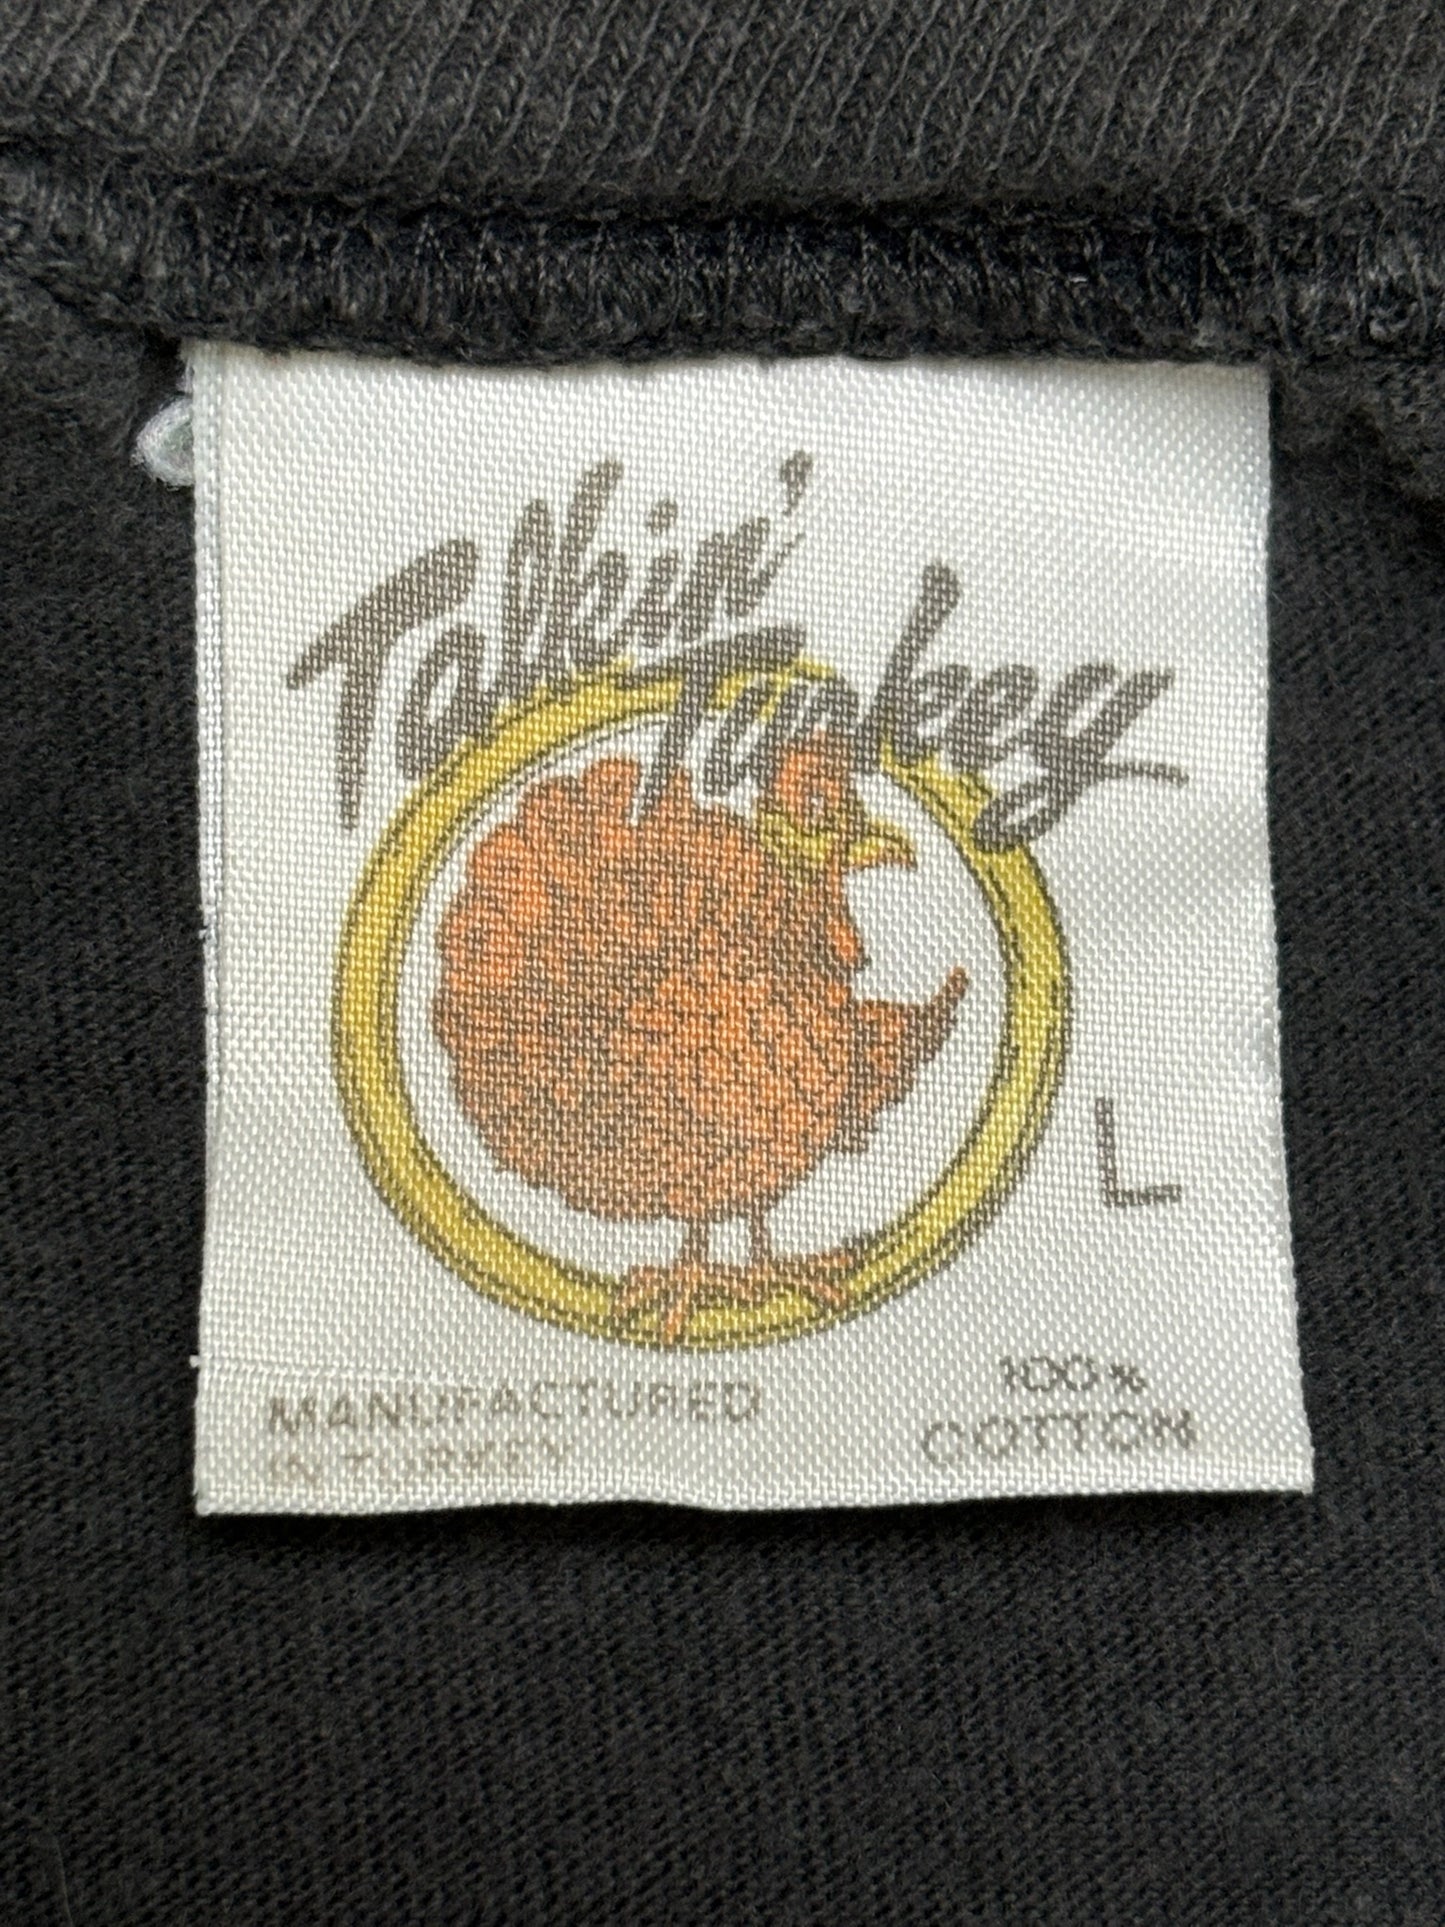 Talkin'
Turkey
L
MANUFACTURED
IN TURKEY
100%
COTTON